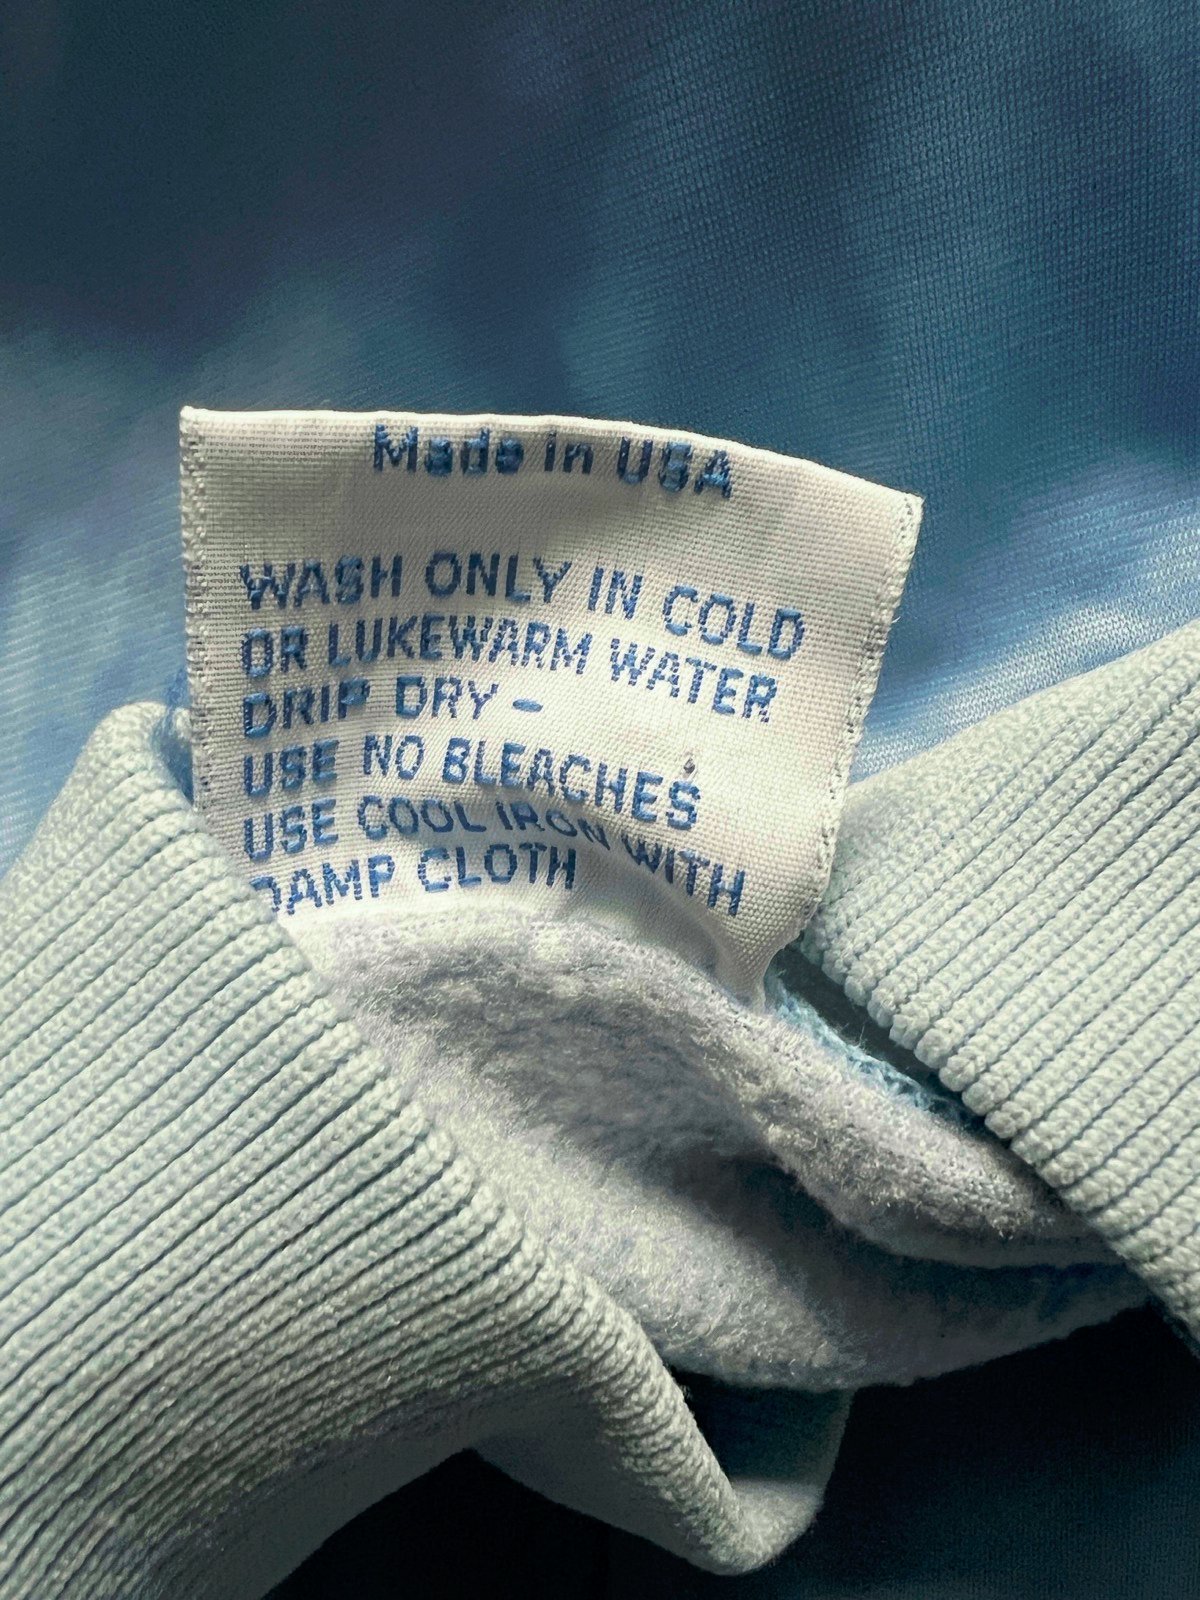 Made in USA
WASH ONLY IN COLD
OR LUKEWARM WATER
DRIP DRY -
USE NO BLEACHES
USE COOL IRON WITH
DAMP CLOTH